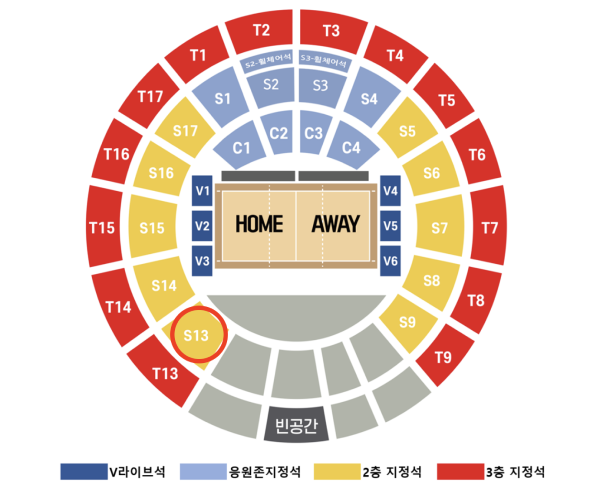 T2 T3
T1 T4
S2-휠체어석 S3-휠체어석
S2 S3
T17 S1 S4 T5
S17 C2 C3 S5
C1 C4
T16 S16 S6 T6
V1 V4
T15 S15 V2 HOME AWAY V5 S7 T7
V3 V6
S14 S8
T14 T8
S13 S9
T13 T9
빈공간
V라이브석 응원존지정석 2층 지정석 3층 지정석